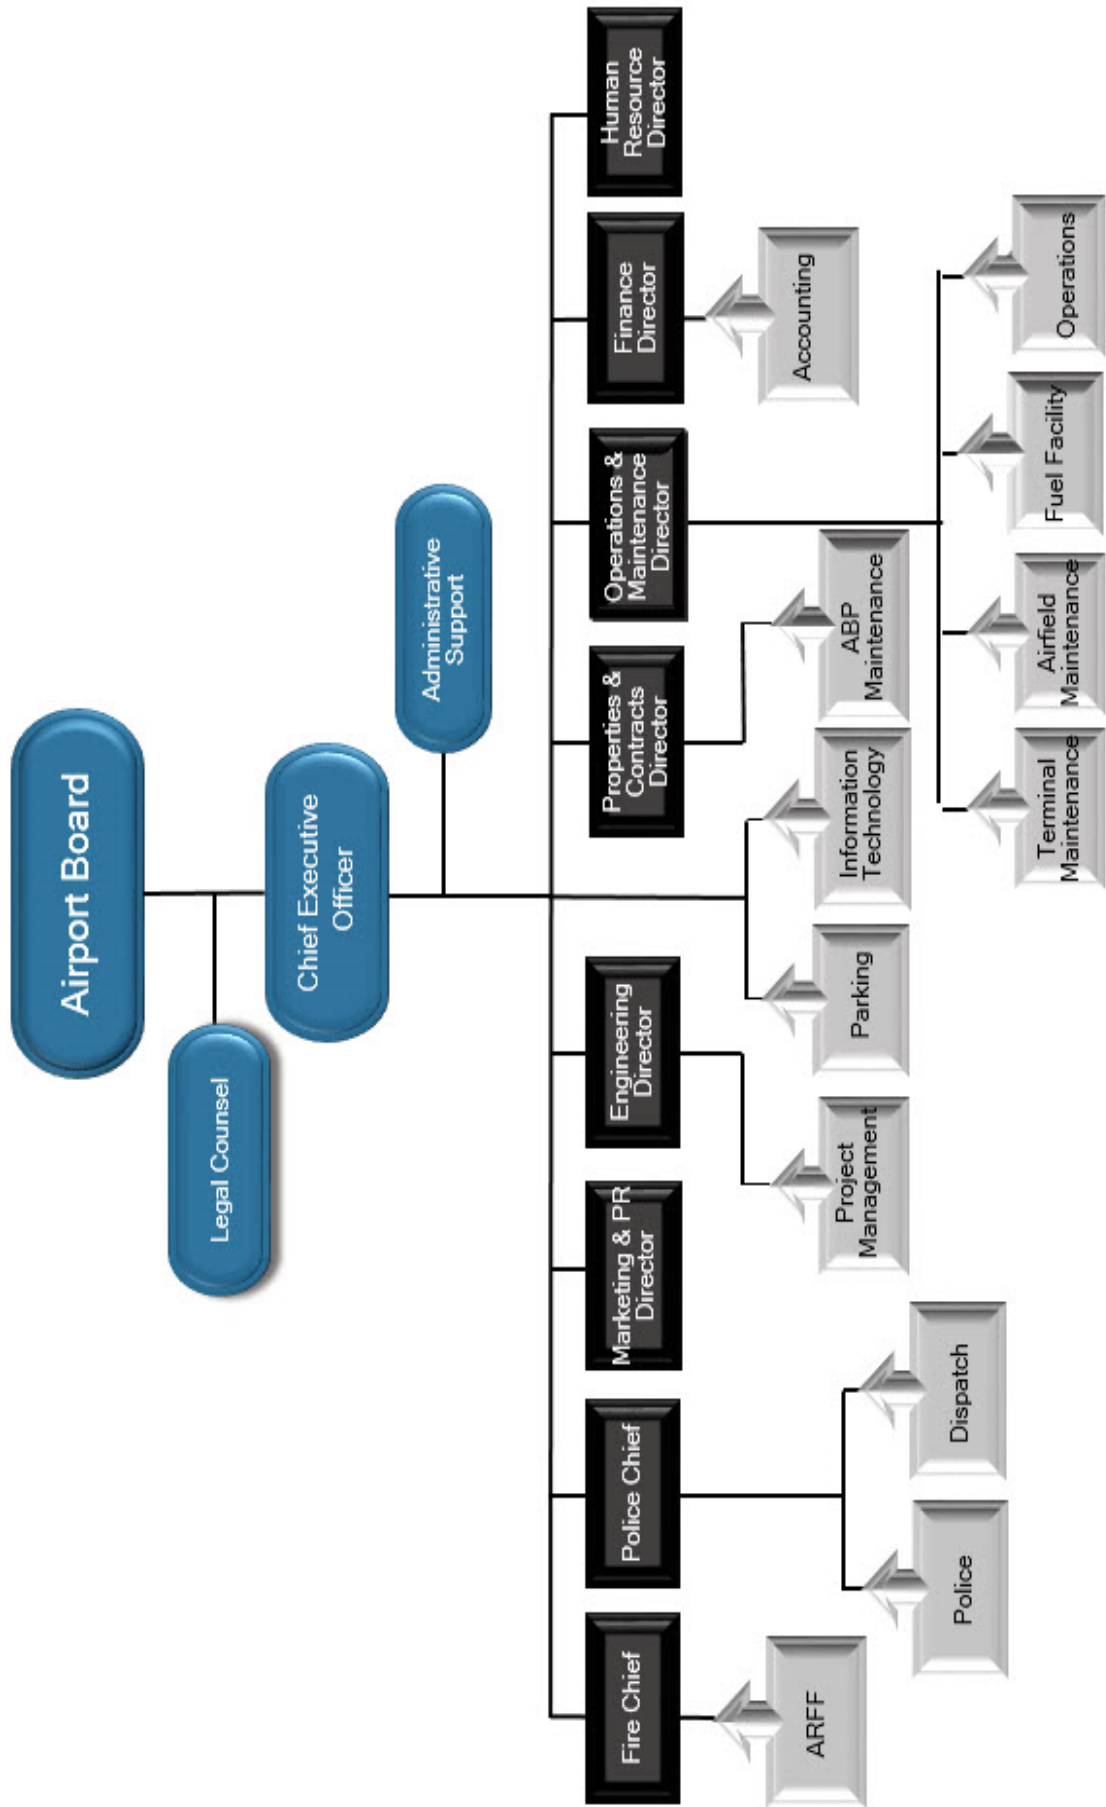 Airport Board
Legal Counsel
Chief Executive
Officer
Administrative
Support
Fire Chief
Police Chief
Marketing & PR
Director
Engineering
Director
Properties &
Contracts
Director
Operations &
Maintenance
Director
Finance
Director
Human
Resource
Director
ARFF
Police
Dispatch
Project
Management
Parking
Information
Technology
ABP
Maintenance
Accounting
Terminal
Maintenance
Airfield
Maintenance
Fuel Facility
Operations